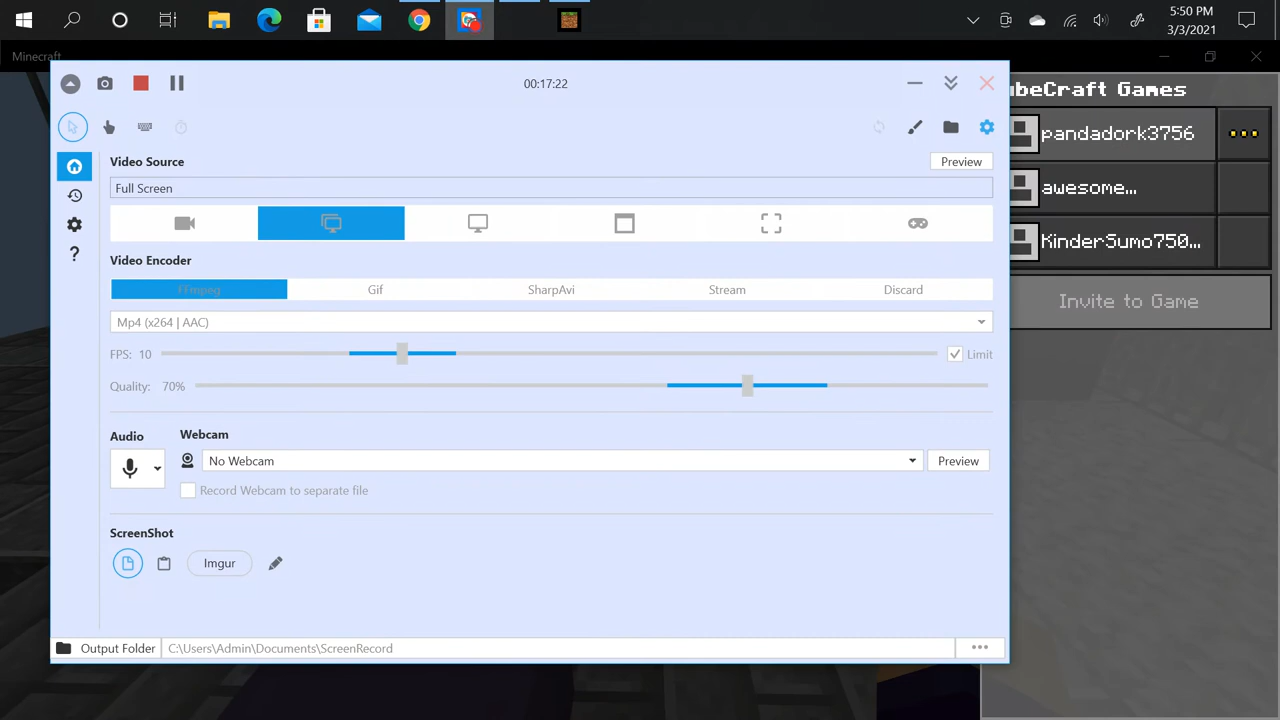 5:50 PM
3/3/2021
Minecraft
00:17:22
ubeCraft Games
pandadork3756
awesome...
KinderSumo750...
Invite to Game
Video Source
Preview
Full Screen
Video Encoder
FFmpeg
Gif
SharpAvi
Stream
Discard
Mp4 (x264 | AAC)
FPS: 10
Limit
Quality: 70%
Audio
Webcam
No Webcam
Preview
Record Webcam to separate file
ScreenShot
Imgur
Output Folder
C:\Users\Admin\Documents\ScreenRecord